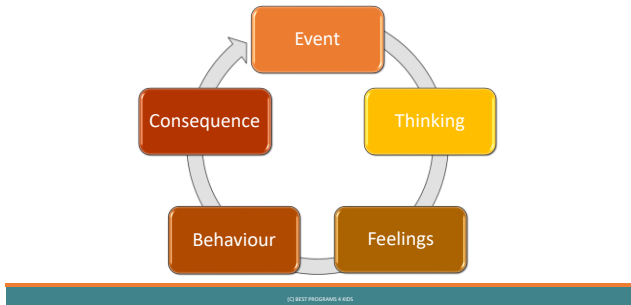 Event
Thinking
Feelings
Behaviour
Consequence
(C) BEST PROGRAMS 4 KIDS